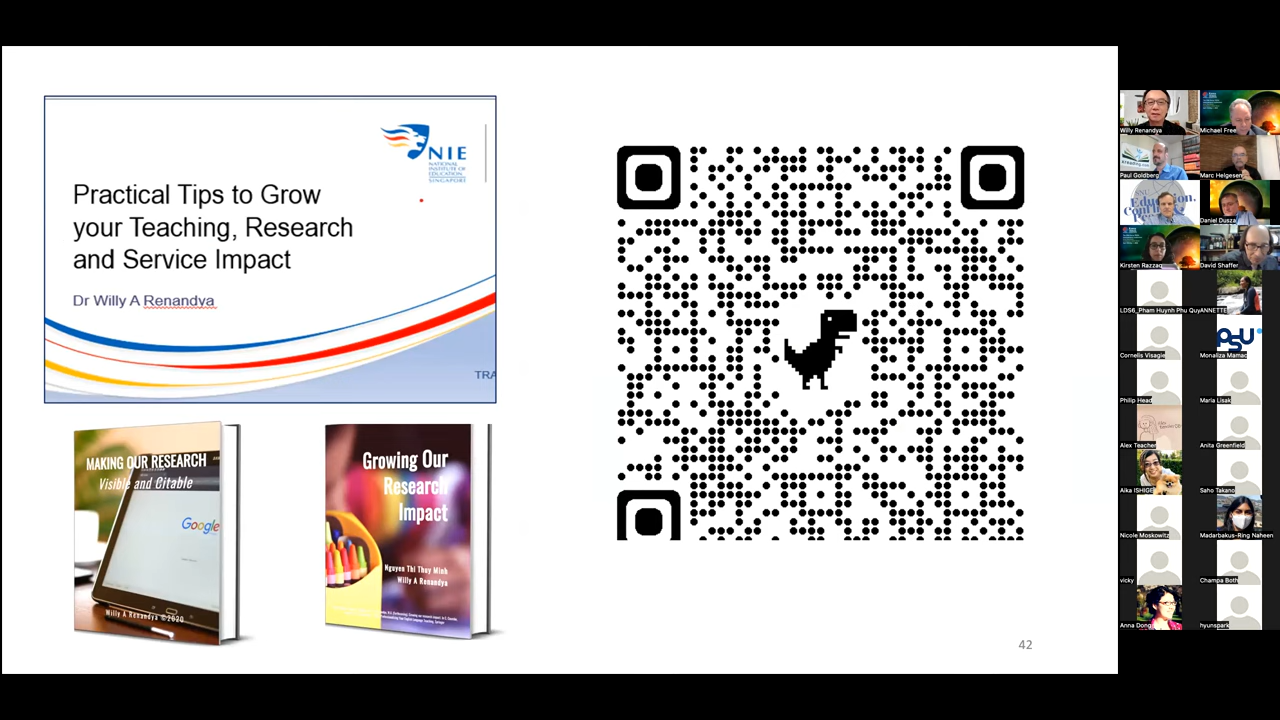 NIE
NATIONAL
INSTITUTE OF
EDUCATION
SINGAPORE
Practical Tips to Grow
your Teaching, Research
and Service Impact
Dr Willy A Renandya
TRA
MAKING OUR RESEARCH
Visible and Citable
Google
Willy A Renandya ©2020
Growing Our
Research
Impact
Nguyen Thi Thuy Minh
Willy A Renandya
42
Willy Renandya
Michael Free
Paul Goldberg
Marc Helgesen
Daniel Dusza
Kirsten Razzaq
David Shaffer
LDS6_Pham Huynh Phu Quy
ANNETTE
Cornelis Visagie
Monaliza Mamac
psu
Philip Head
Maria Lisak
Alex Teacher
Anita Greenfield
Aika ISHIGE
Saho Takano
Nicole Moskowitz
Madarbakus-Ring Naheen
vicky
Champa Both
Anna Dong
hyunspark